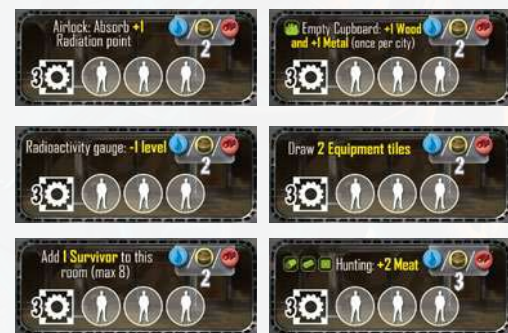 Airlock: Absorb +1
Radiation point
2
3
Empty Cupboard: +1 Wood
and +1 Metal (once per city)
2
3
Radioactivity gauge: -1 level
2
3
Draw 2 Equipment tiles
2
3
Add 1 Survivor to this
room (max 8)
2
3
Hunting: +2 Meat
3
3